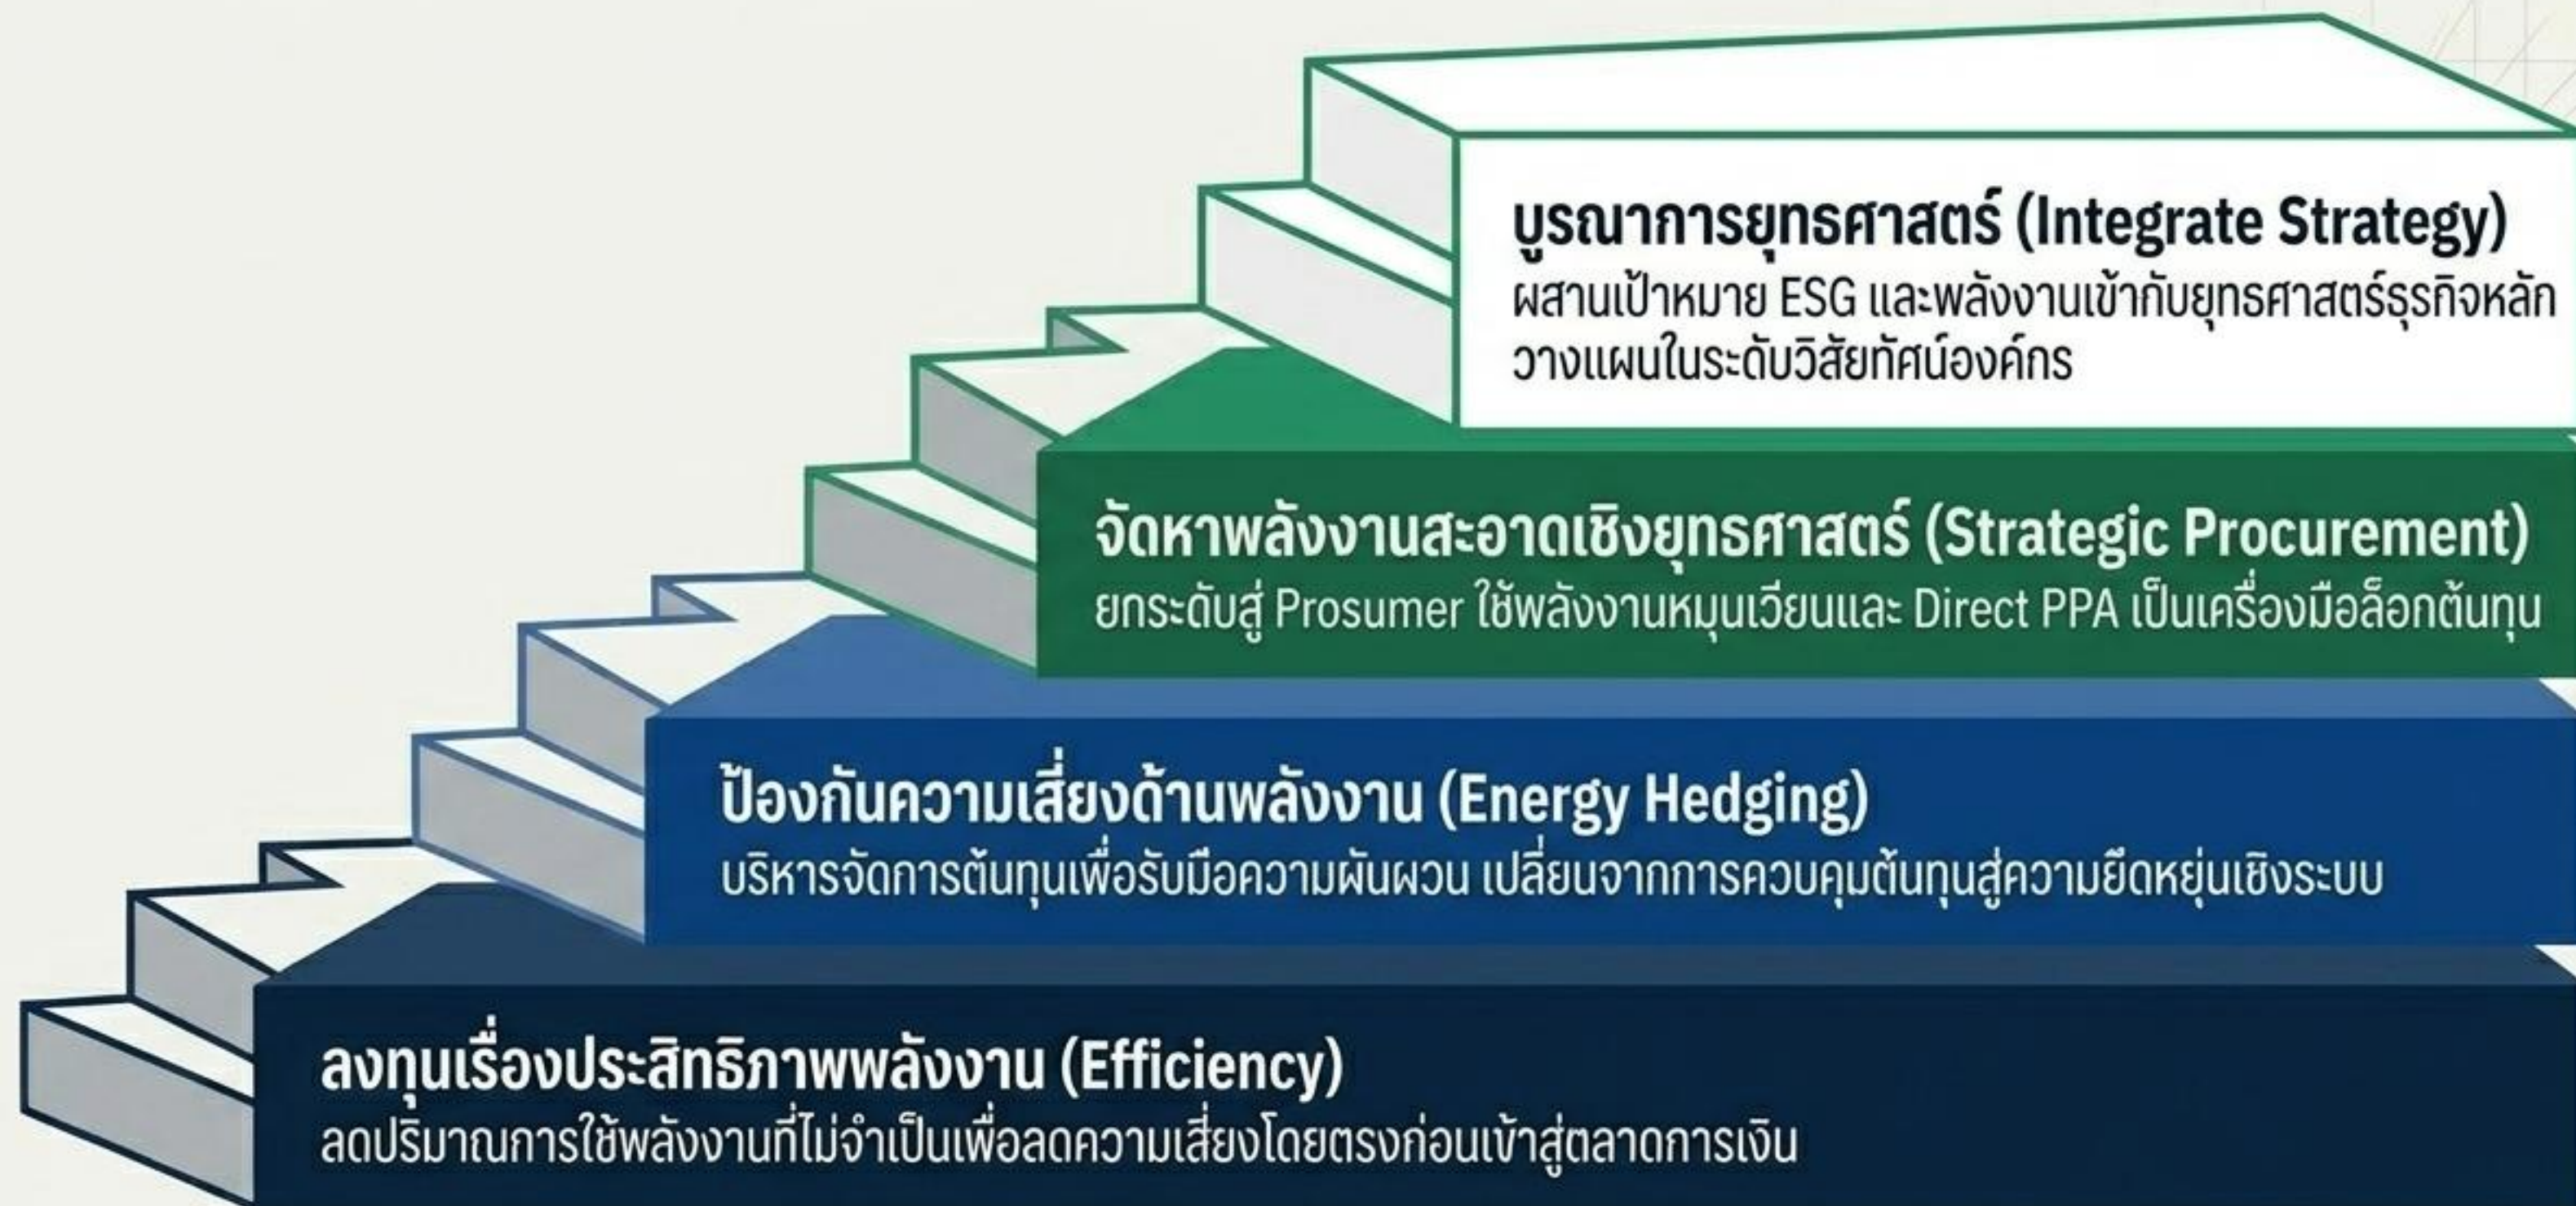 บูรณาการยุทธศาสตร์ (Integrate Strategy)
ผสานเป้าหมาย ESG และพลังงานเข้ากับยุทธศาสตร์ธุรกิจหลัก
วางแผนในระดับวิสัยทัศน์องค์กร
จัดหาพลังงานสะอาดเชิงยุทธศาสตร์ (Strategic Procurement)
ยกระดับสู่ Prosumer ใช้พลังงานหมุนเวียนและ Direct PPA เป็นเครื่องมือล็อกต้นทุน
ป้องกันความเสี่ยงด้านพลังงาน (Energy Hedging)
บริหารจัดการต้นทุนเพื่อรับมือความผันผวน เปลี่ยนจากการควบคุมต้นทุนสู่ความยืดหยุ่นเชิงระบบ
ลงทุนเรื่องประสิทธิภาพพลังงาน (Efficiency)
ลดปริมาณการใช้พลังงานที่ไม่จำเป็นเพื่อลดความเสี่ยงโดยตรงก่อนเข้าสู่ตลาดการเงิน